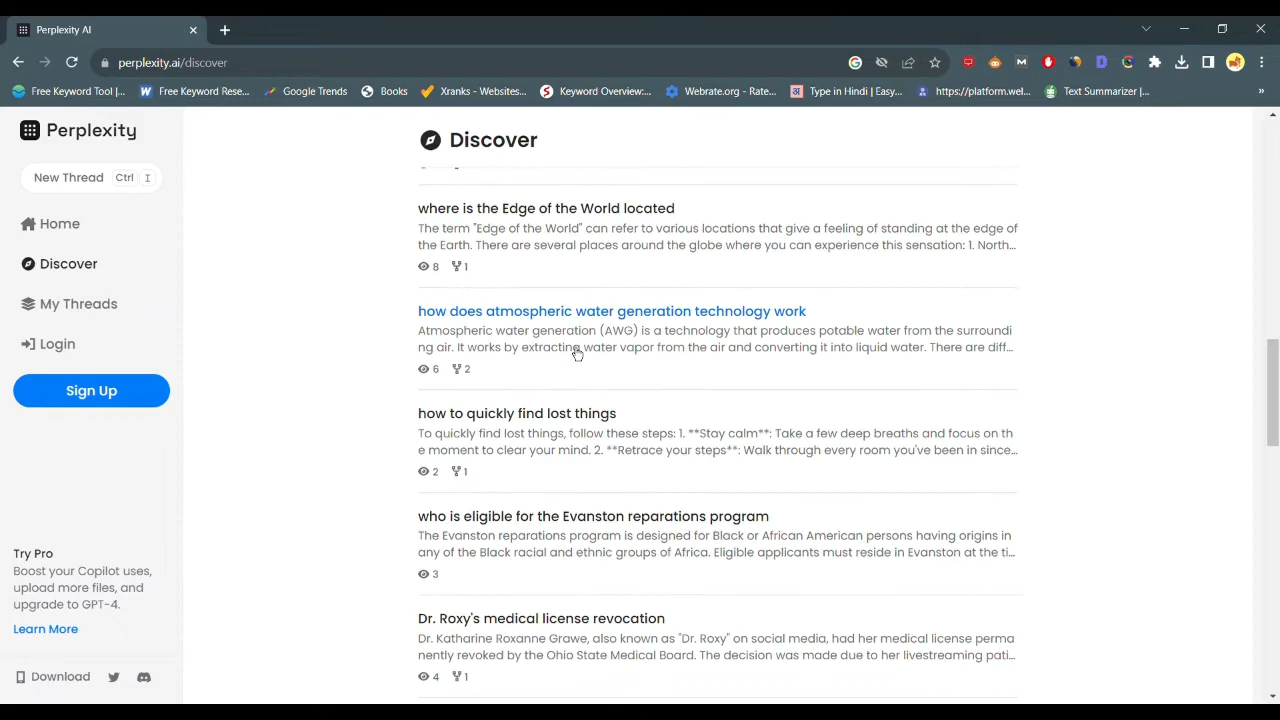 Perplexity AI
perplexity.ai/discover
Free Keyword Tool |...
Free Keyword Rese...
Google Trends
Books
Xranks - Websites...
Keyword Overview:...
Webrate.org - Rate...
Type in Hindi | Easy...
https://platform.wel...
Text Summarizer |...
»
Perplexity
New Thread Ctrl I
Home
Discover
My Threads
Login
Sign Up
Try Pro
Boost your Copilot uses,
upload more files, and
upgrade to GPT-4.
Learn More
Download
Discover
where is the Edge of the World located
The term "Edge of the World" can refer to various locations that give a feeling of standing at the edge of
the Earth. There are several places around the globe where you can experience this sensation: 1. North...
8 1
how does atmospheric water generation technology work
Atmospheric water generation (AWG) is a technology that produces potable water from the surroundi
ng air. It works by extracting water vapor from the air and converting it into liquid water. There are diff...
6 2
how to quickly find lost things
To quickly find lost things, follow these steps: 1. **Stay calm**: Take a few deep breaths and focus on th
e moment to clear your mind. 2. **Retrace your steps**: Walk through every room you've been in since...
2 1
who is eligible for the Evanston reparations program
The Evanston reparations program is designed for Black or African American persons having origins in
any of the Black racial and ethnic groups of Africa. Eligible applicants must reside in Evanston at the ti...
3
Dr. Roxy's medical license revocation
Dr. Katharine Roxanne Grawe, also known as "Dr. Roxy" on social media, had her medical license perma
nently revoked by the Ohio State Medical Board. The decision was made due to her livestreaming pati...
4 1